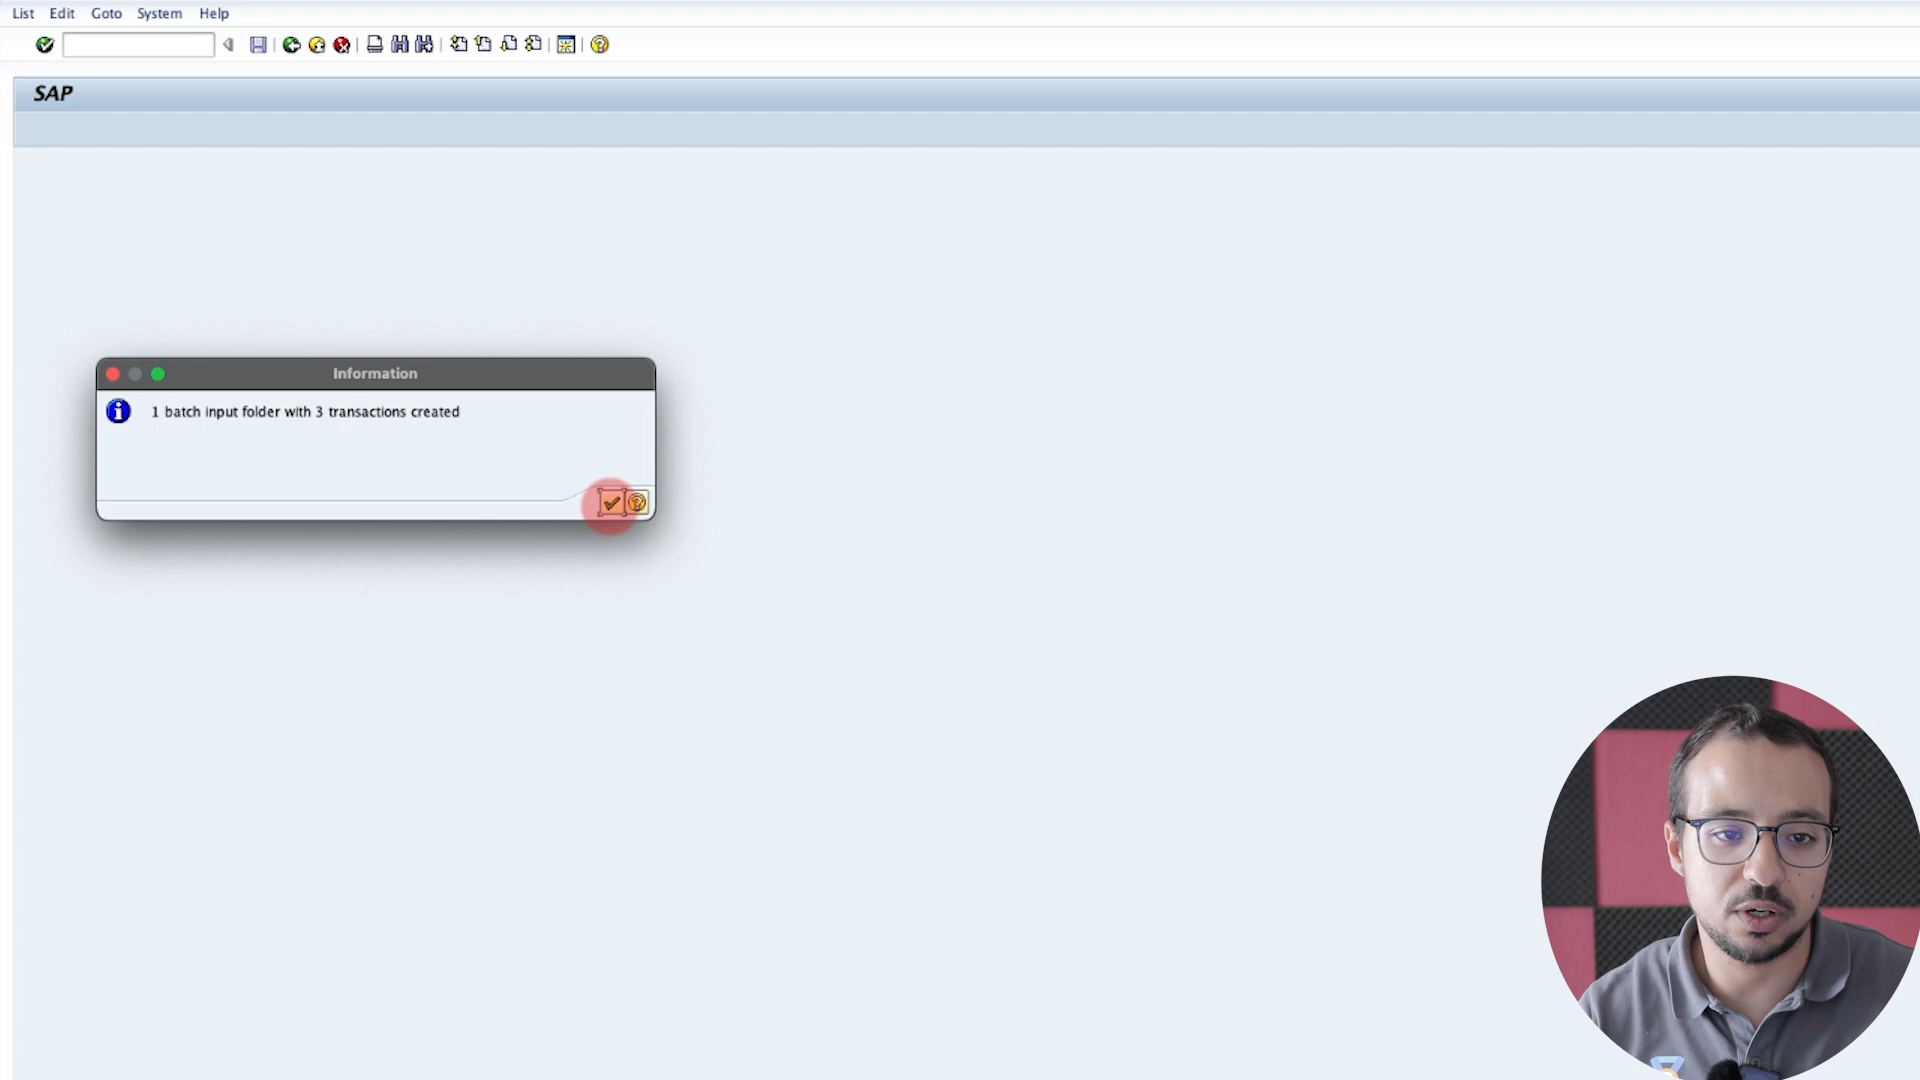 List Edit Goto System Help
SAP
Information
1 batch input folder with 3 transactions created